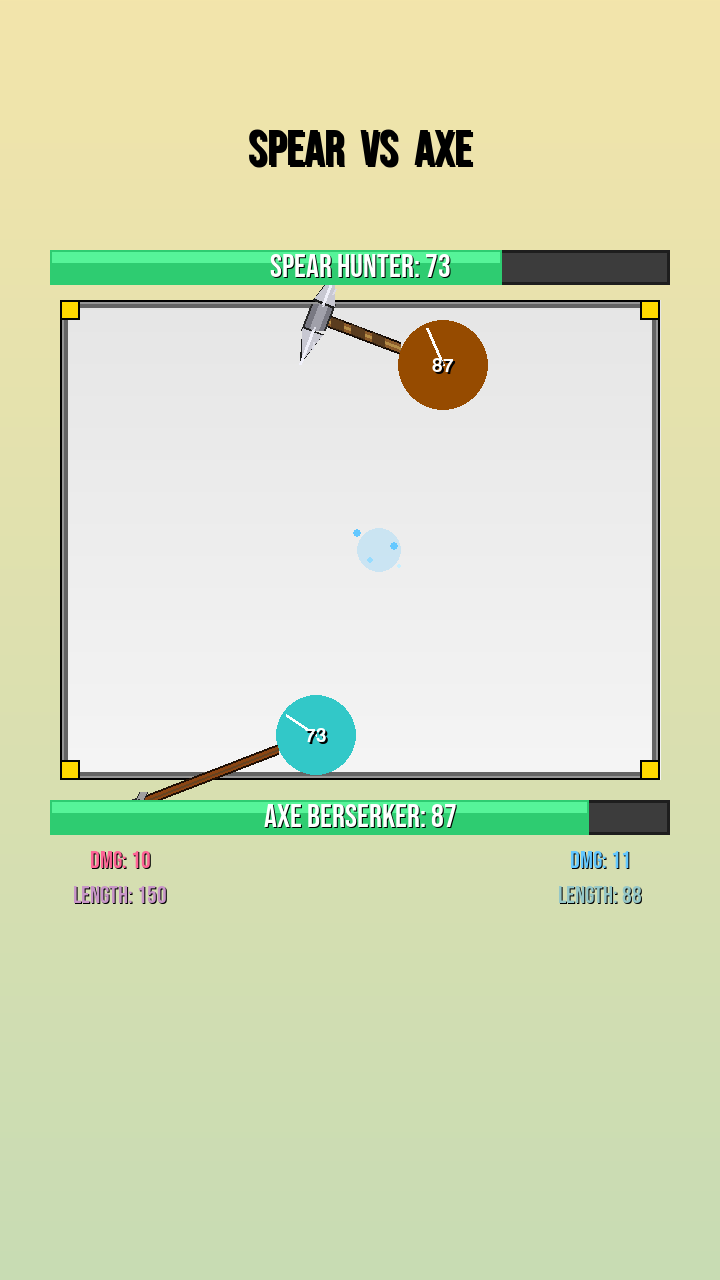 SPEAR VS AXE
SPEAR HUNTER: 73
87
73
AXE BERSERKER: 87
DMG: 10
DMG: 11
LENGTH: 150
LENGTH: 88